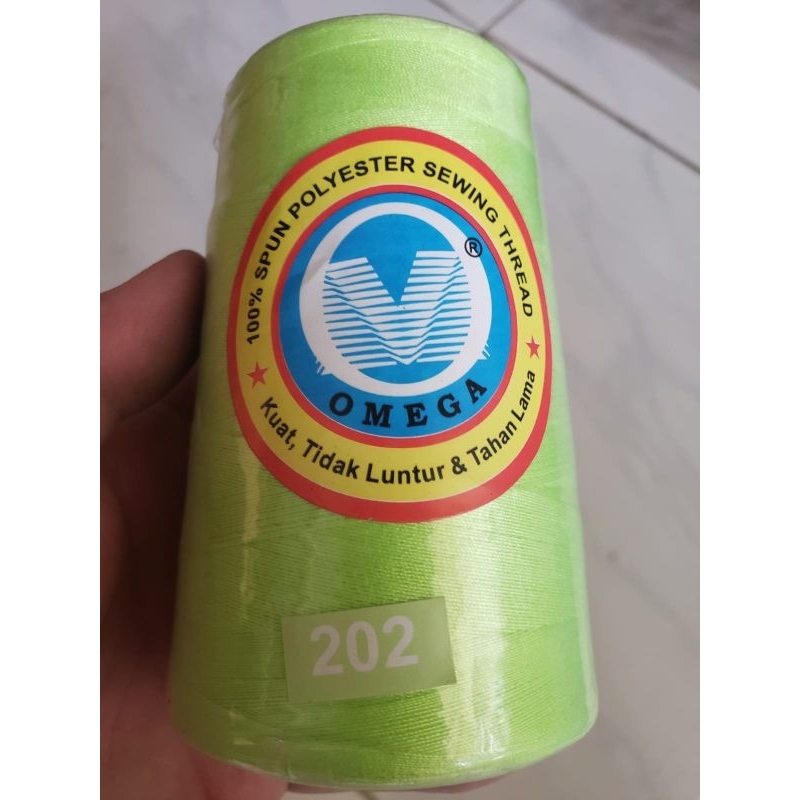 100% SPUN POLYESTER SEWING THREAD
®
OMEGA
Kuat, Tidak Luntur & Tahan Lama
202